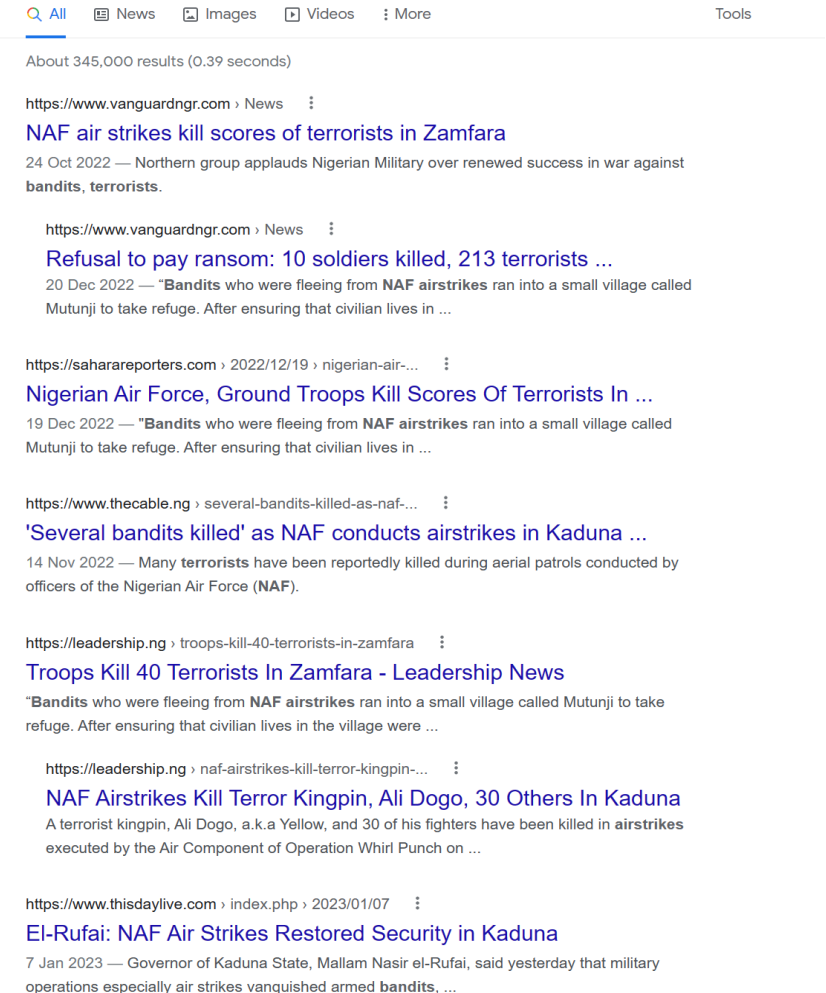 All News Images Videos More Tools
About 345,000 results (0.39 seconds)
https://www.vanguardngr.com › News
NAF air strikes kill scores of terrorists in Zamfara
24 Oct 2022 — Northern group applauds Nigerian Military over renewed success in war against
bandits, terrorists.
https://www.vanguardngr.com › News
Refusal to pay ransom: 10 soldiers killed, 213 terrorists ...
20 Dec 2022 — “Bandits who were fleeing from NAF airstrikes ran into a small village called
Mutunji to take refuge. After ensuring that civilian lives in ...
https://saharareporters.com › 2022/12/19 › nigerian-air-...
Nigerian Air Force, Ground Troops Kill Scores Of Terrorists In ...
19 Dec 2022 — "Bandits who were fleeing from NAF airstrikes ran into a small village called
Mutunji to take refuge. After ensuring that civilian lives in ...
https://www.thecable.ng › several-bandits-killed-as-naf-...
'Several bandits killed' as NAF conducts airstrikes in Kaduna ...
14 Nov 2022 — Many terrorists have been reportedly killed during aerial patrols conducted by
officers of the Nigerian Air Force (NAF).
https://leadership.ng › troops-kill-40-terrorists-in-zamfara
Troops Kill 40 Terrorists In Zamfara - Leadership News
“Bandits who were fleeing from NAF airstrikes ran into a small village called Mutunji to take
refuge. After ensuring that civilian lives in the village were ...
https://leadership.ng › naf-airstrikes-kill-terror-kingpin-...
NAF Airstrikes Kill Terror Kingpin, Ali Dogo, 30 Others In Kaduna
A terrorist kingpin, Ali Dogo, a.k.a Yellow, and 30 of his fighters have been killed in airstrikes
executed by the Air Component of Operation Whirl Punch on ...
https://www.thisdaylive.com › index.php › 2023/01/07
El-Rufai: NAF Air Strikes Restored Security in Kaduna
7 Jan 2023 — Governor of Kaduna State, Mallam Nasir el-Rufai, said yesterday that military
operations especially air strikes vanquished armed bandits, ...